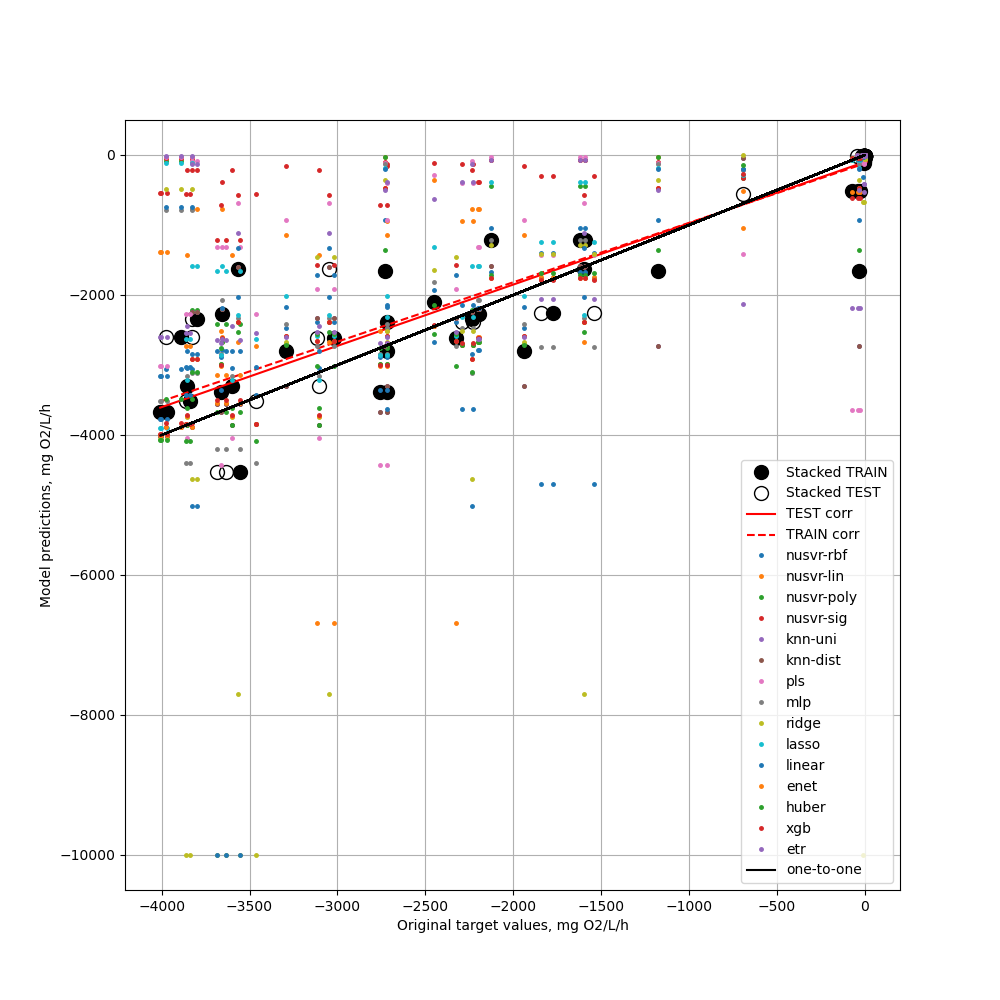 0
−2000
−4000
−6000
−8000
−10000
Model predictions, mg O2/L/h
Stacked TRAIN
Stacked TEST
TEST corr
TRAIN corr
nusvr-rbf
nusvr-lin
nusvr-poly
nusvr-sig
knn-uni
knn-dist
pls
mlp
ridge
lasso
linear
enet
huber
xgb
etr
one-to-one
−4000 −3500 −3000 −2500 −2000 −1500 −1000 −500 0
Original target values, mg O2/L/h